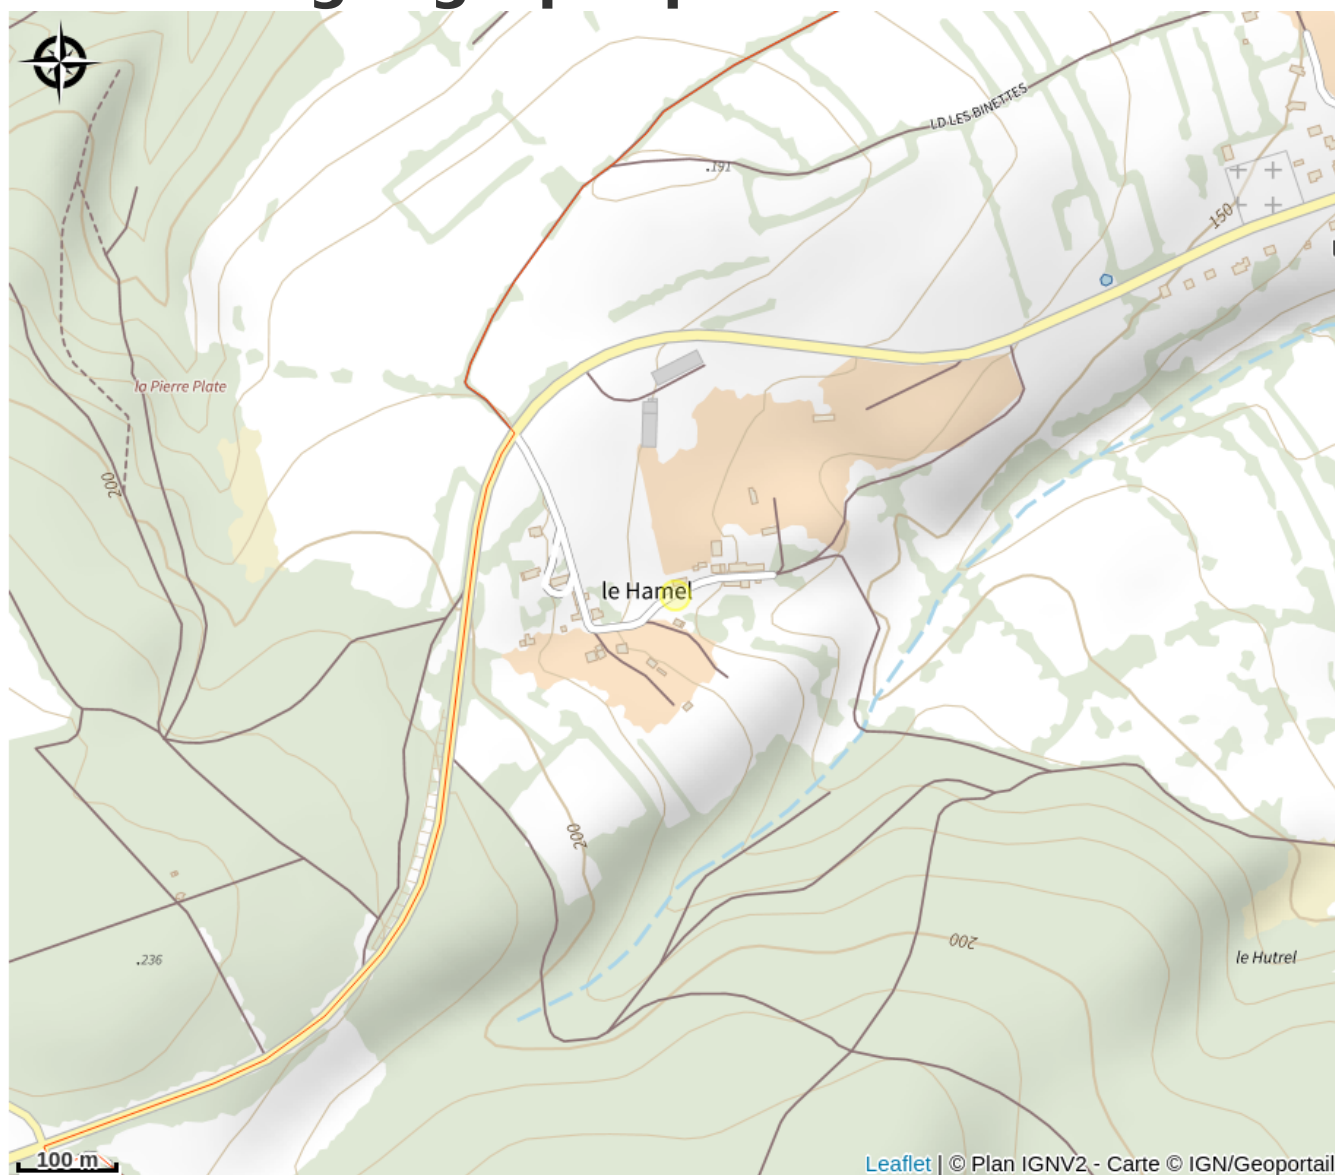 LD LES BINETTES
.191
150
la Pierre Plate
200
le Hamel
200
200
.236
le Hutrel
100 m
Leaflet | © Plan IGNV2 - Carte © IGN/Geoportail